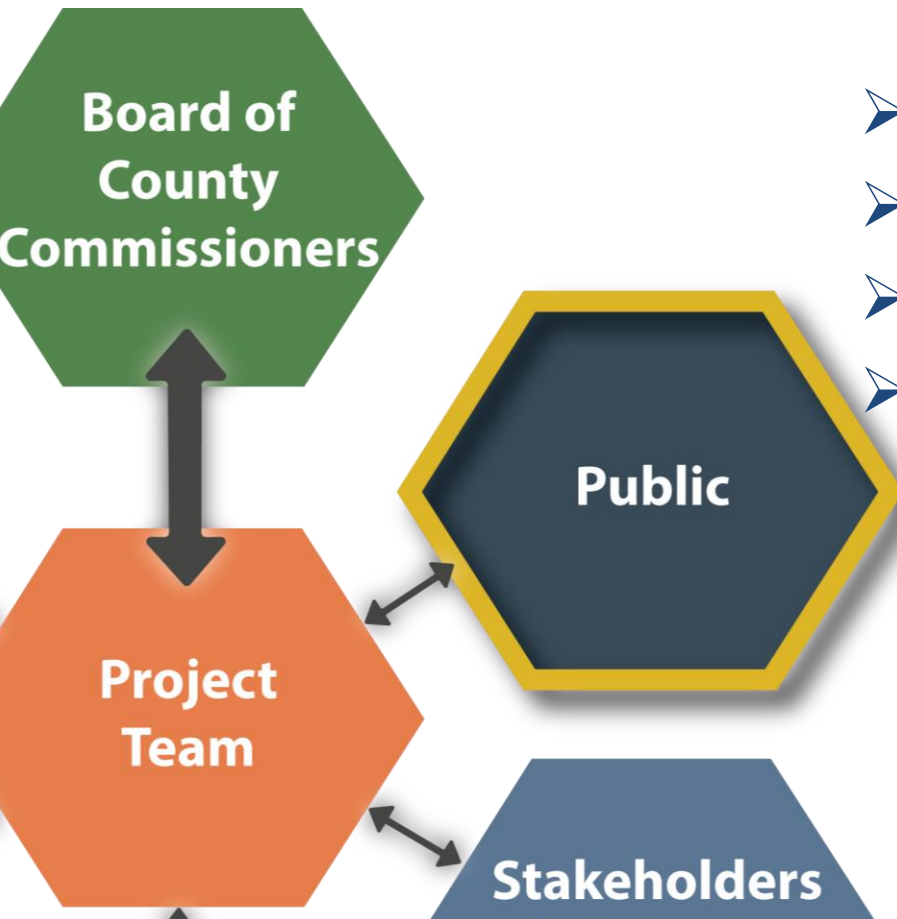 Board of
County
Commissioners
Public
Project
Team
Stakeholders